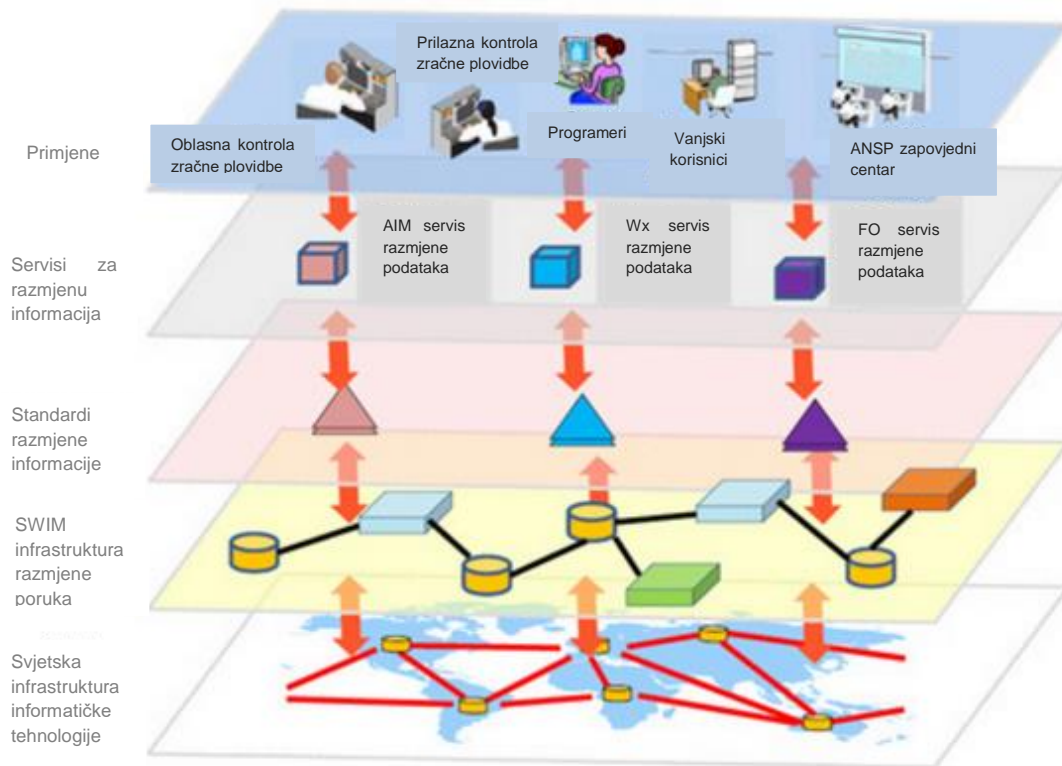 Prilazna kontrola
zračne plovidbe
Oblasna kontrola
zračne plovidbe
Programeri
Vanjski
korisnici
ANSP zapovjedni
centar
Primjene
AIM servis
razmjene
podataka
Wx servis
razmjene
podataka
FO servis
razmjene
podataka
Servisi za
razmjenu
informacija
Standardi
razmjene
informacije
SWIM
infrastruktura
razmjene
poruka
Svjetska
infrastruktura
informatičke
tehnologije